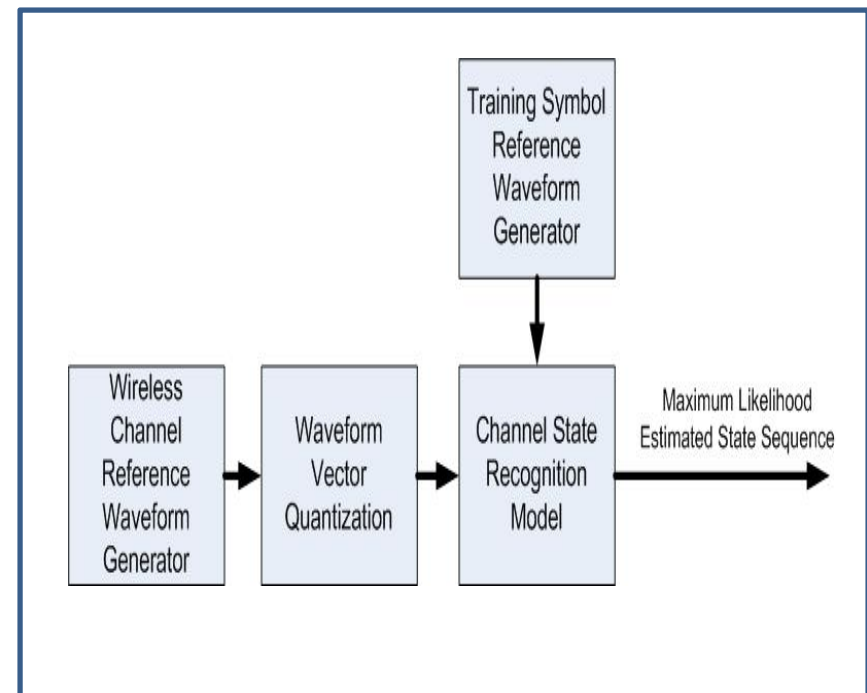 Training Symbol
Reference
Waveform
Generator
Wireless
Channel
Reference
Waveform
Generator
Waveform
Vector
Quantization
Channel State
Recognition
Model
Maximum Likelihood
Estimated State Sequence